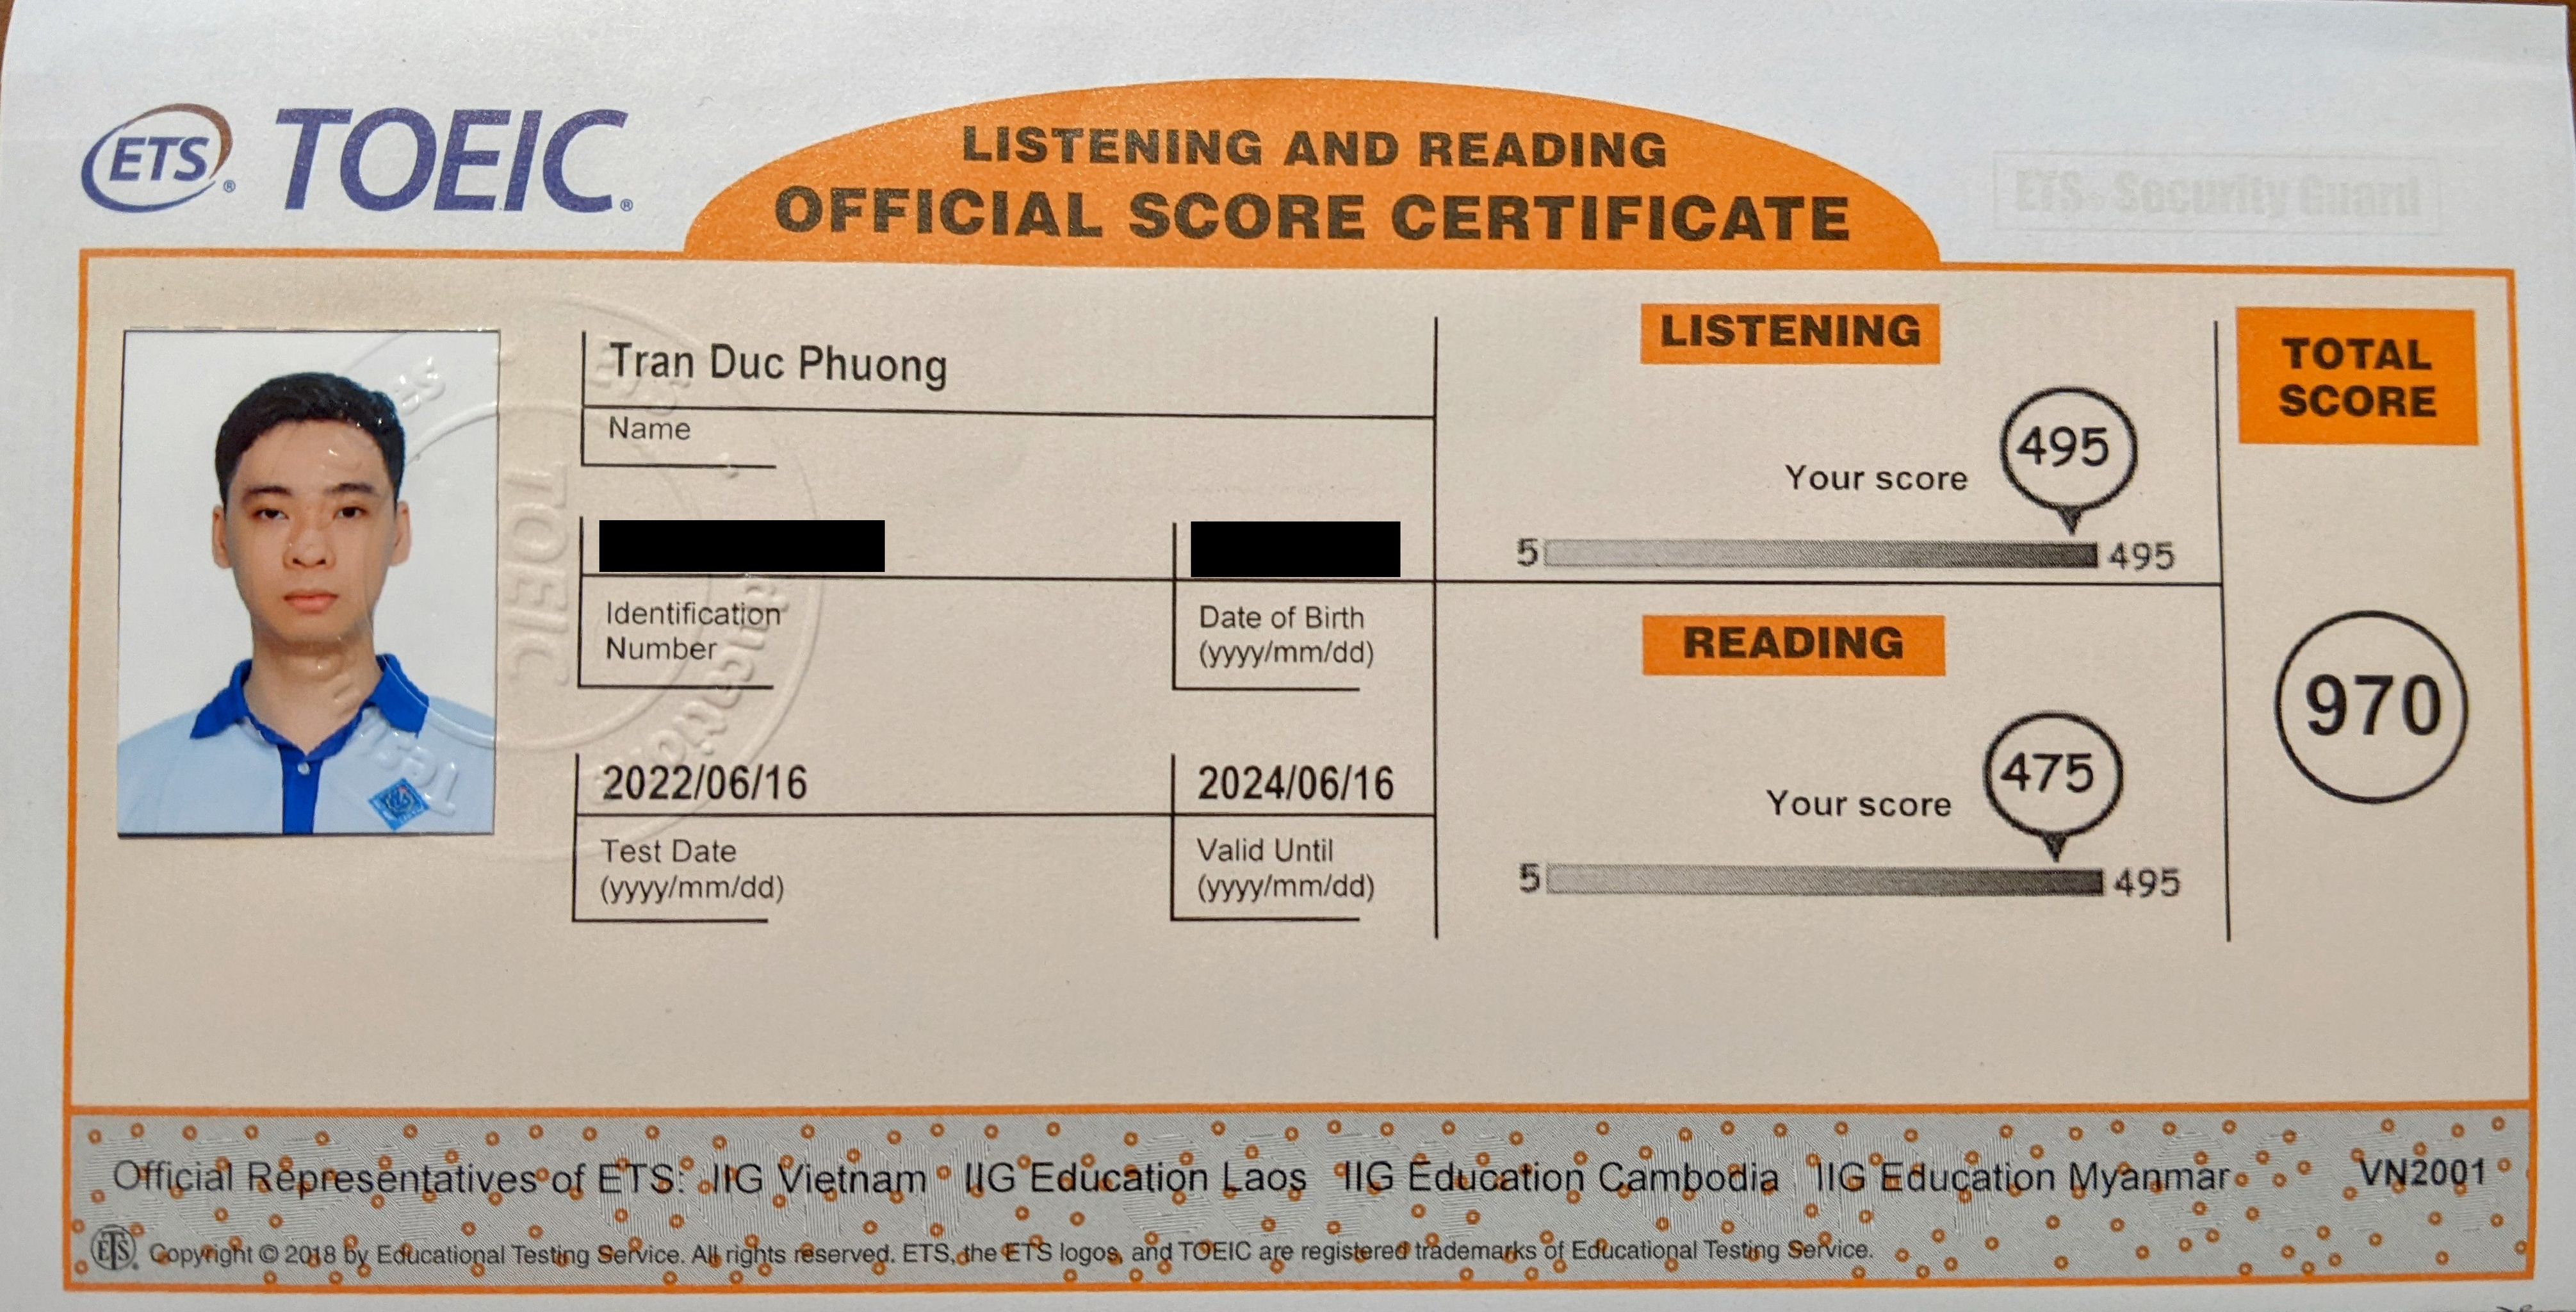 ETS® TOEIC®
LISTENING AND READING
OFFICIAL SCORE CERTIFICATE
ETS® Security Guard
Tran Duc Phuong
Name
Identification
Number
Date of Birth
(yyyy/mm/dd)
2022/06/16
Test Date
(yyyy/mm/dd)
2024/06/16
Valid Until
(yyyy/mm/dd)
LISTENING
Your score 495
5 495
READING
Your score 475
5 495
TOTAL
SCORE
970
TOEIC
Official Representatives of ETS: IIG Vietnam IIG Education Laos IIG Education Cambodia IIG Education Myanmar VN2001
ETS® Copyright © 2018 by Educational Testing Service. All rights reserved. ETS, the ETS logos, and TOEIC are registered trademarks of Educational Testing Service.